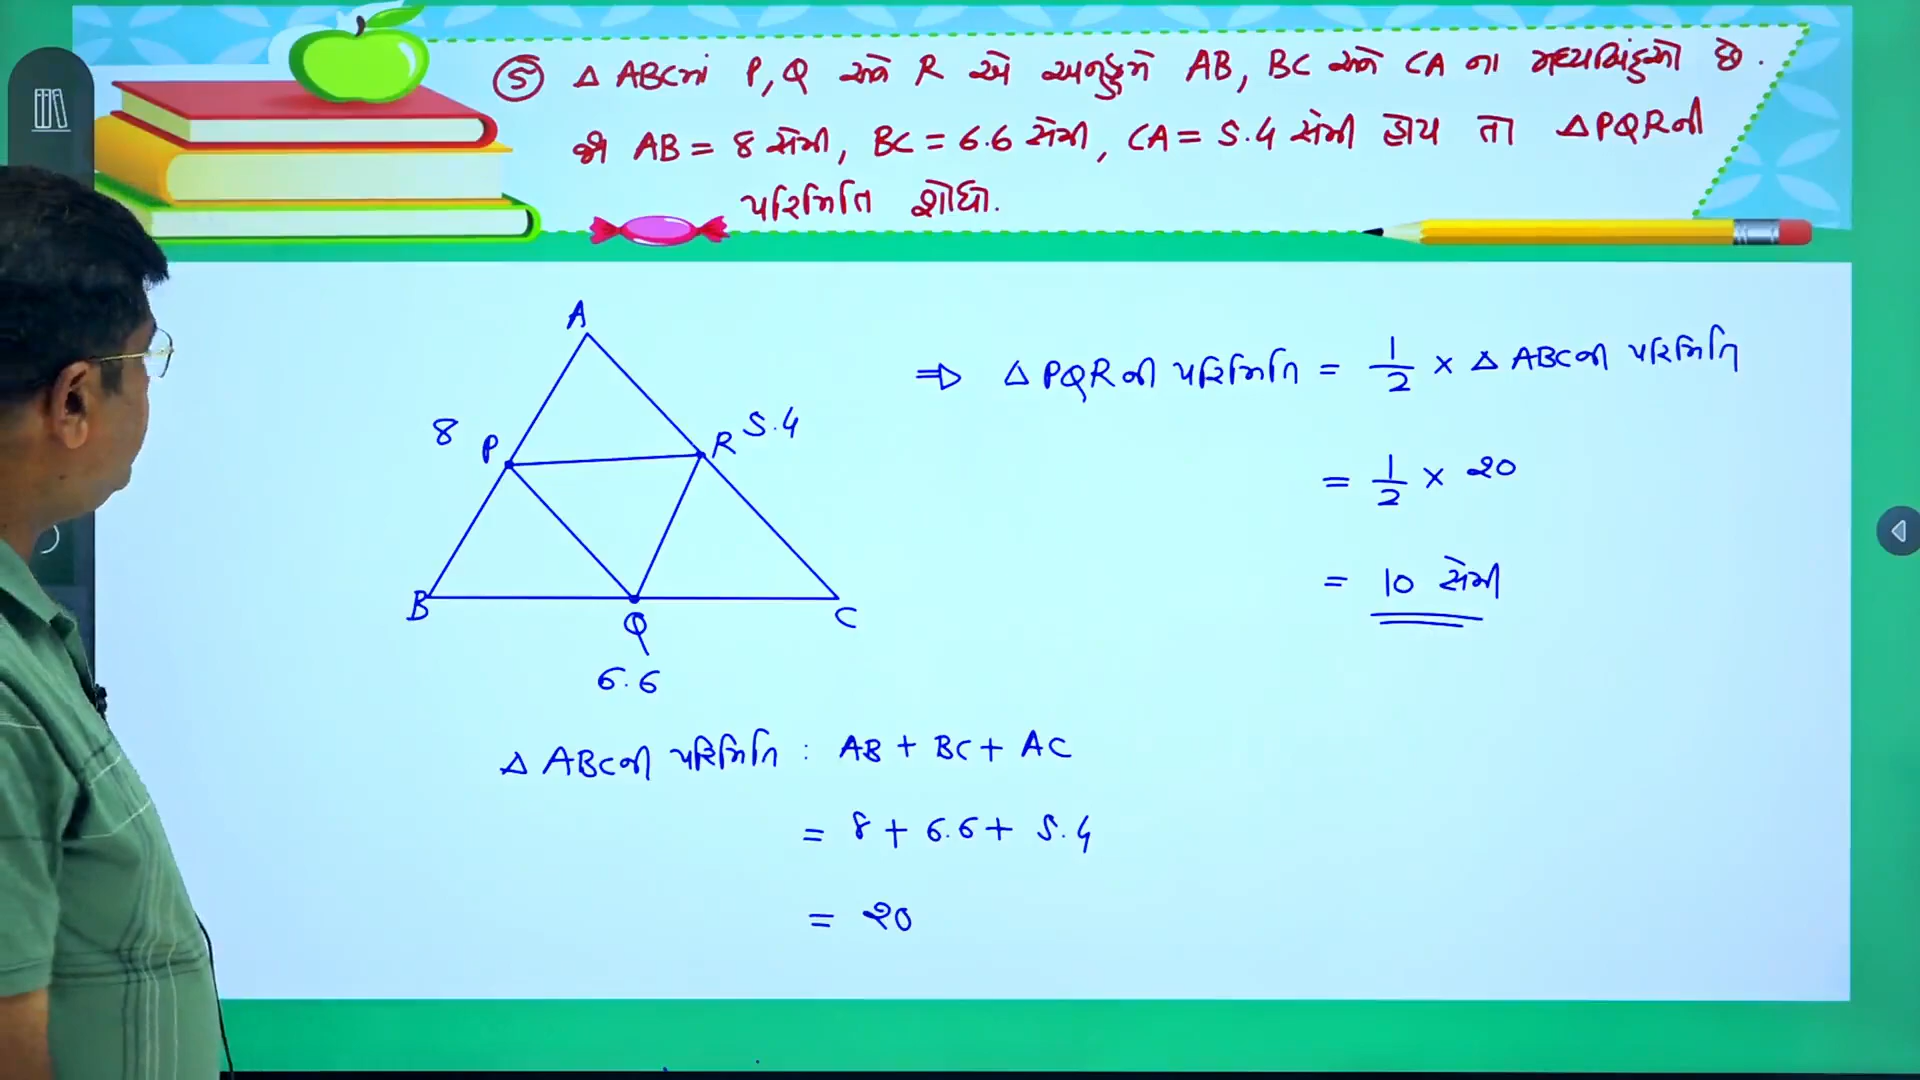 ⑤ △ ABCનાં P, Q અને R એ અનુક્રમે AB, BC અને CA ના મધ્યબિંદુઓ છે.
જો AB = 8 સેમી, BC = 6.6 સેમી, CA = 5.4 સેમી હોય તો △PQRની
પરિમિતિ શોધો.
A
8 P R 5.4
B Q C
6.6
⇒ △ PQRની પરિમિતિ = 1/2 × △ ABCની પરિમિતિ
= 1/2 × 20
= 10 સેમી
△ ABCની પરિમિતિ : AB + BC + AC
= 8 + 6.6 + 5.4
= 20